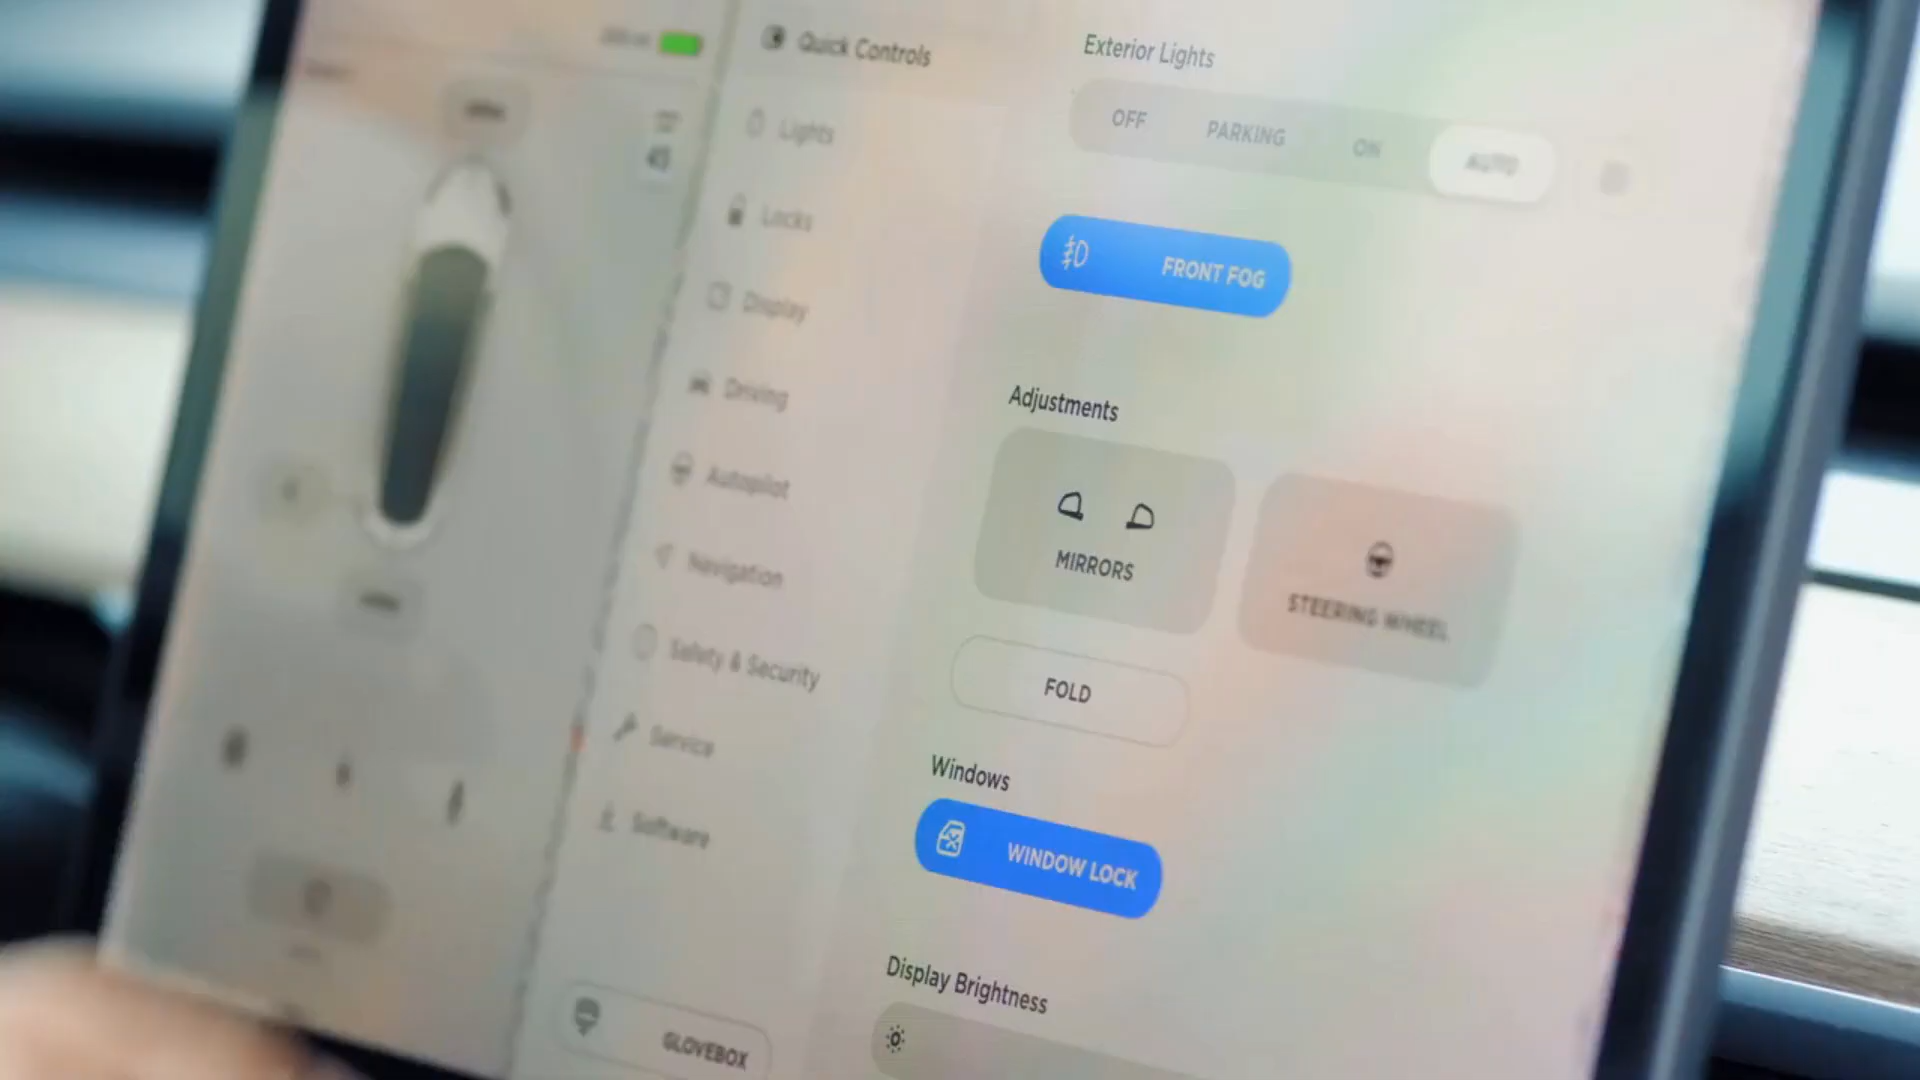 Quick Controls
Lights
Locks
Display
Driving
Autopilot
Navigation
Safety & Security
Service
Software
GLOVEBOX
Exterior Lights
OFF
PARKING
ON
AUTO
FRONT FOG
Adjustments
MIRRORS
STEERING WHEEL
FOLD
Windows
WINDOW LOCK
Display Brightness